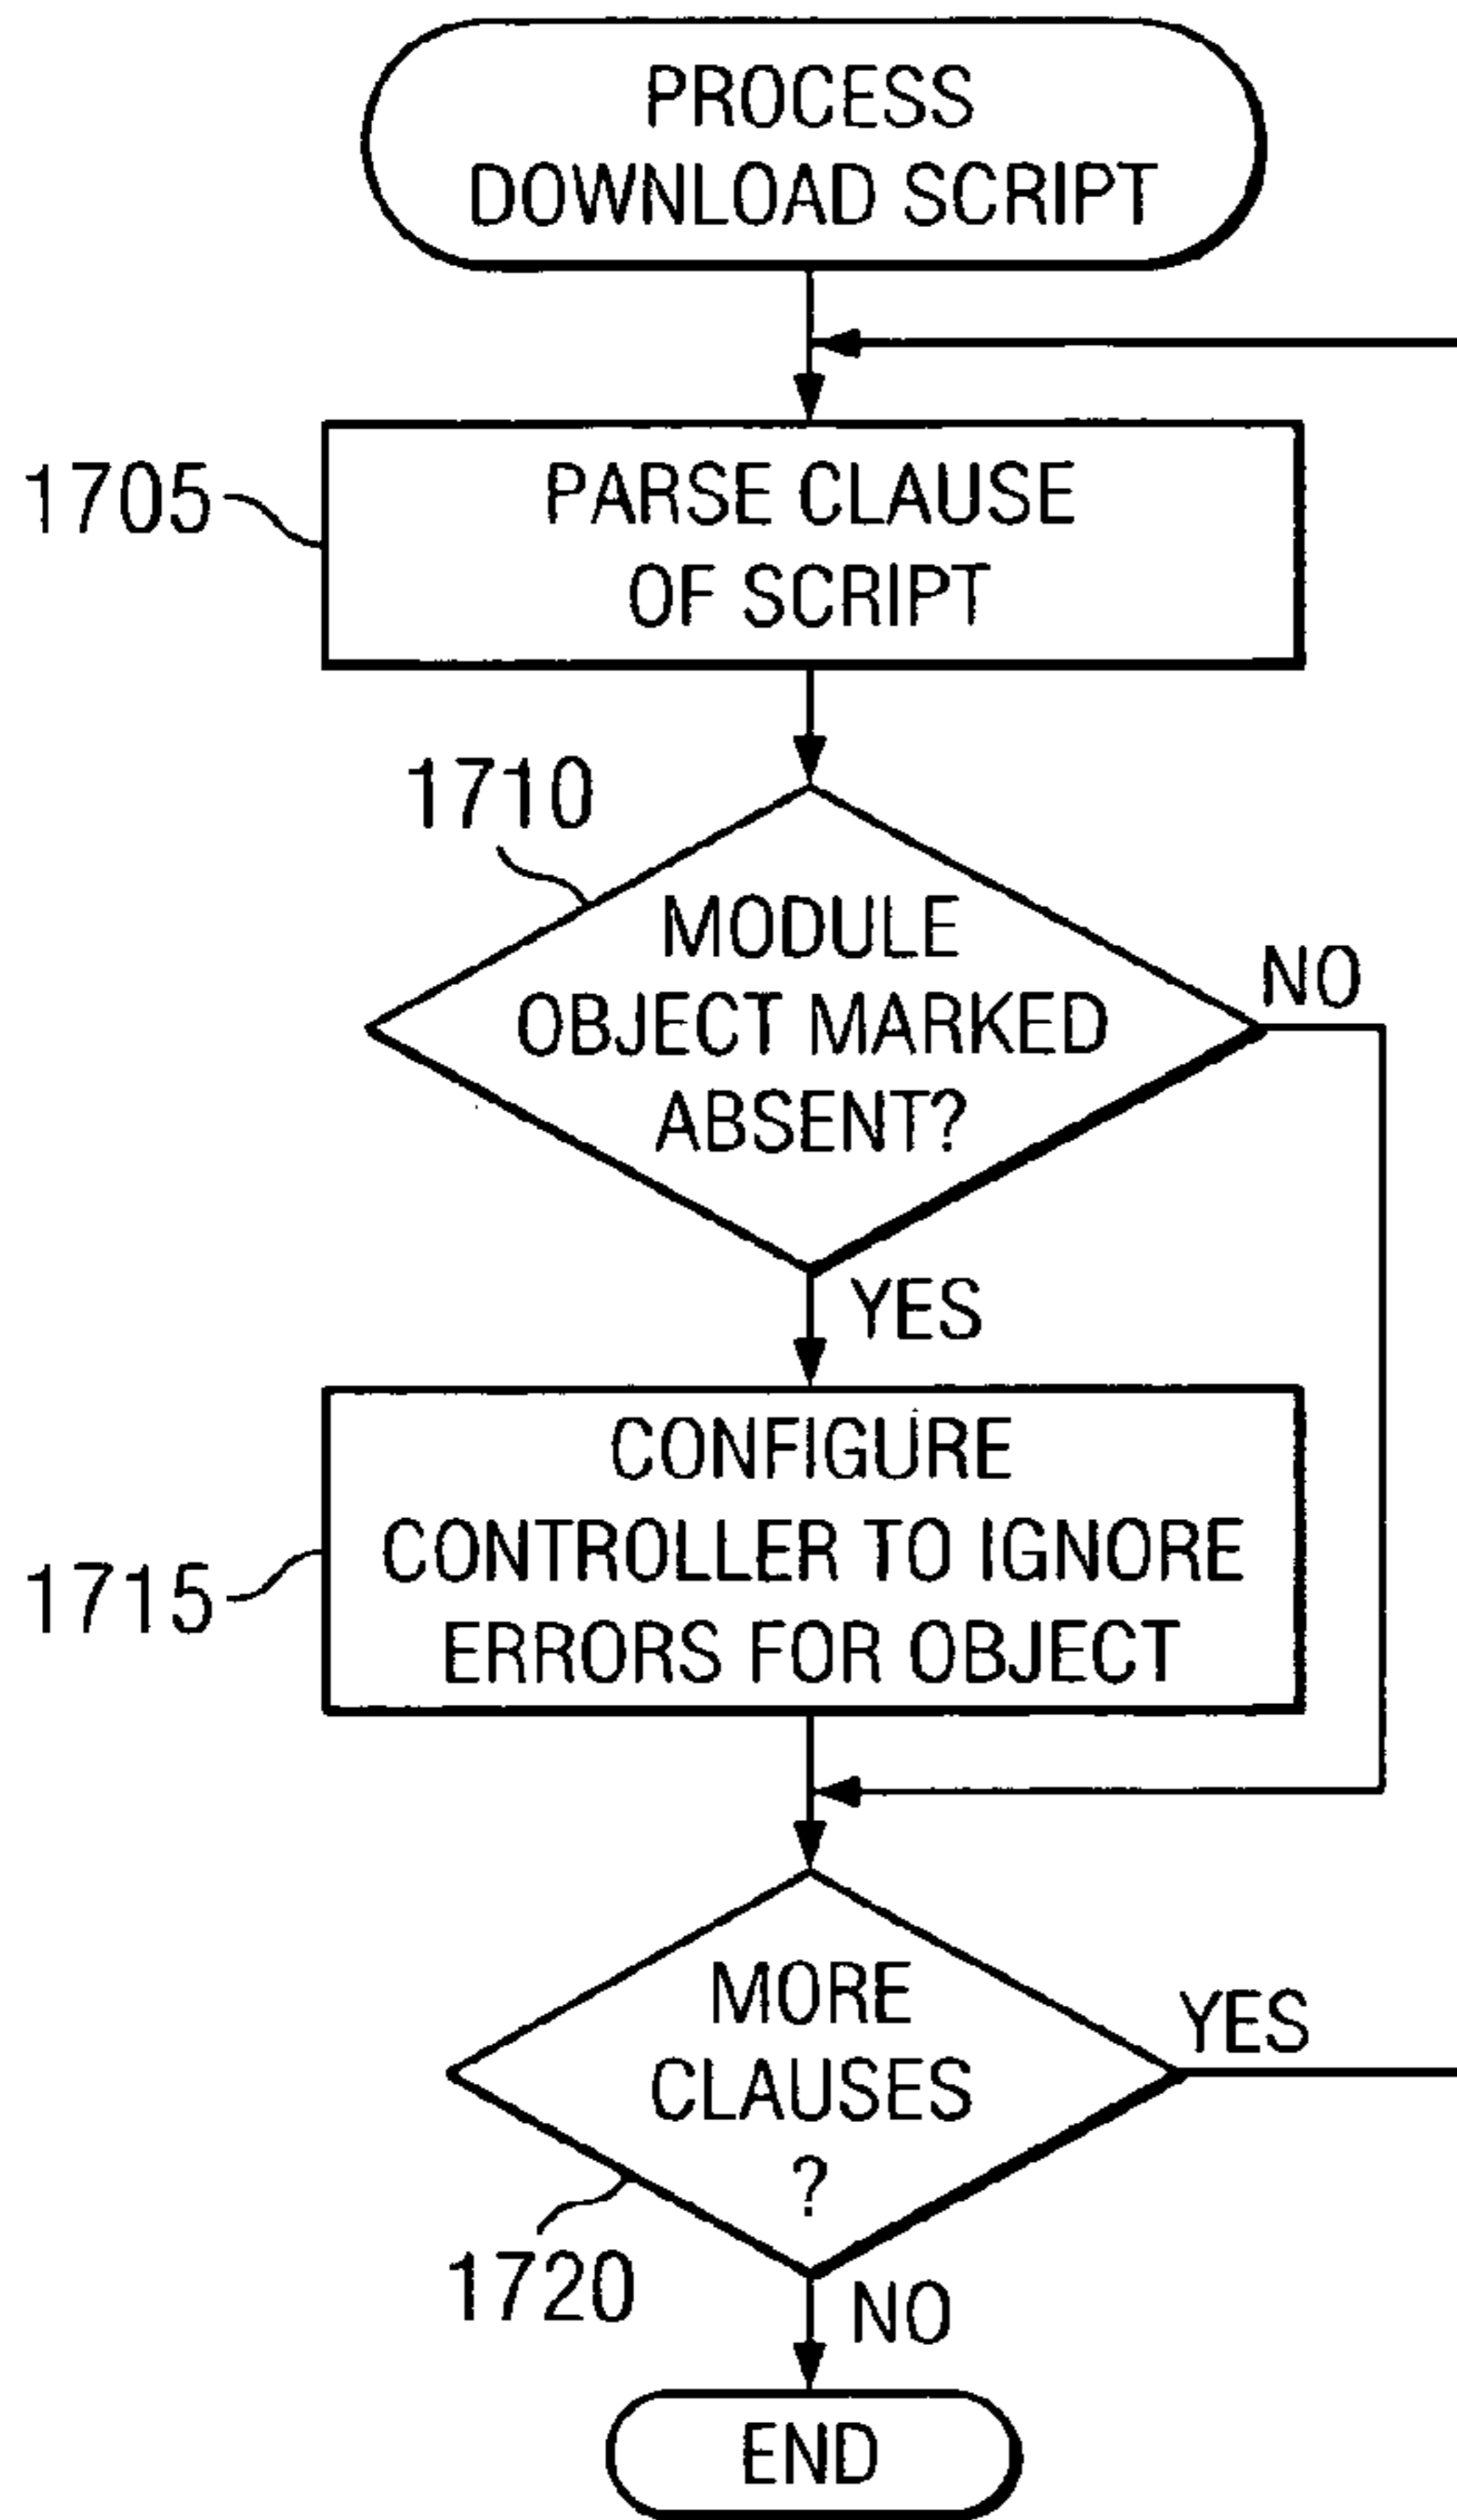 PROCESS
DOWNLOAD SCRIPT
1705
PARSE CLAUSE
OF SCRIPT
1710
MODULE
OBJECT MARKED
ABSENT?
NO
YES
1715
CONFIGURE
CONTROLLER TO IGNORE
ERRORS FOR OBJECT
MORE
CLAUSES
?
YES
1720
NO
END